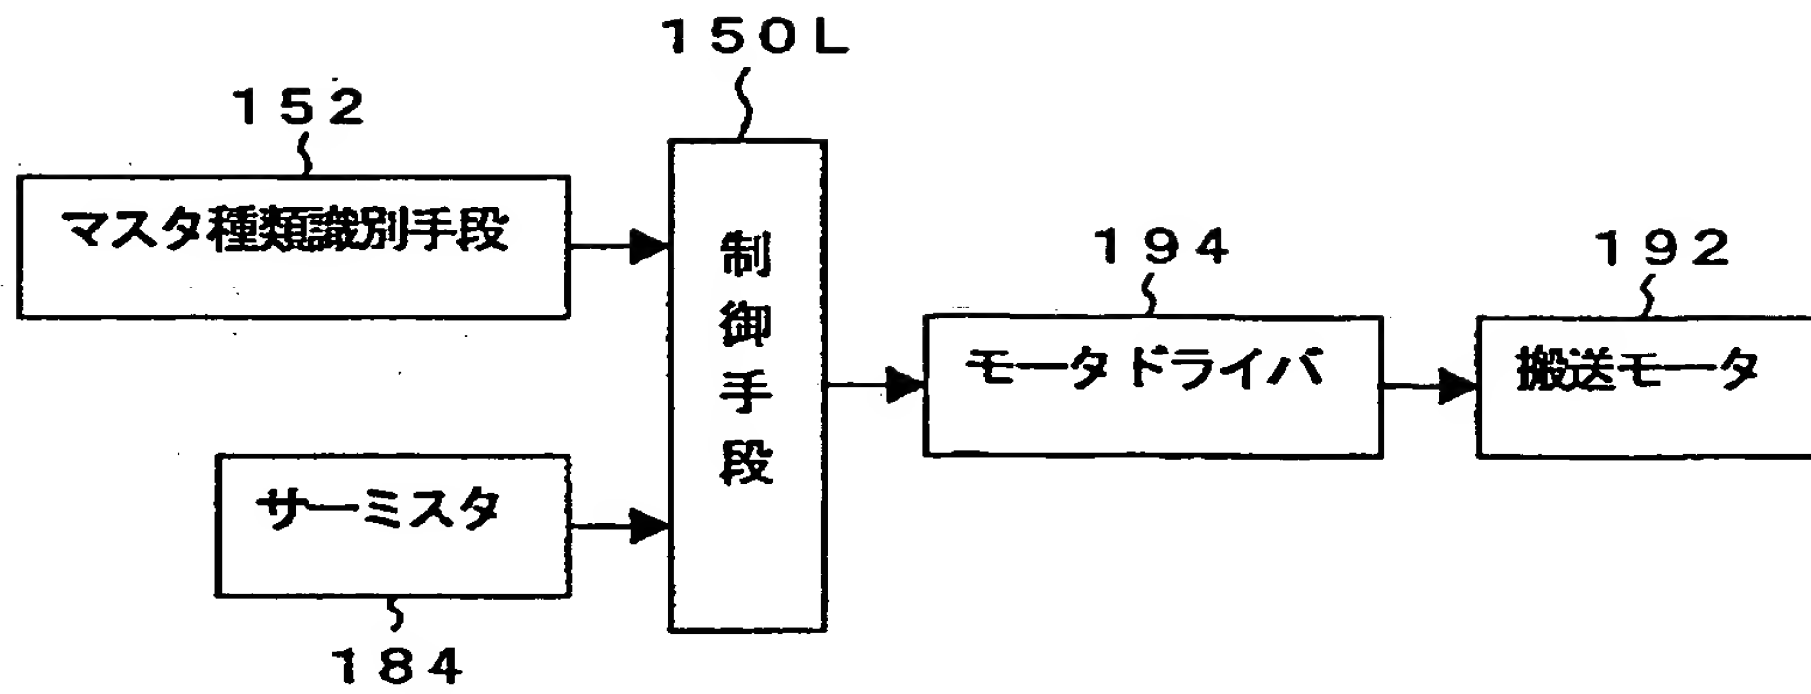 150L
152
マスタ種類識別手段
制御手段
194
モータドライバ
192
搬送モータ
サーミスタ
184